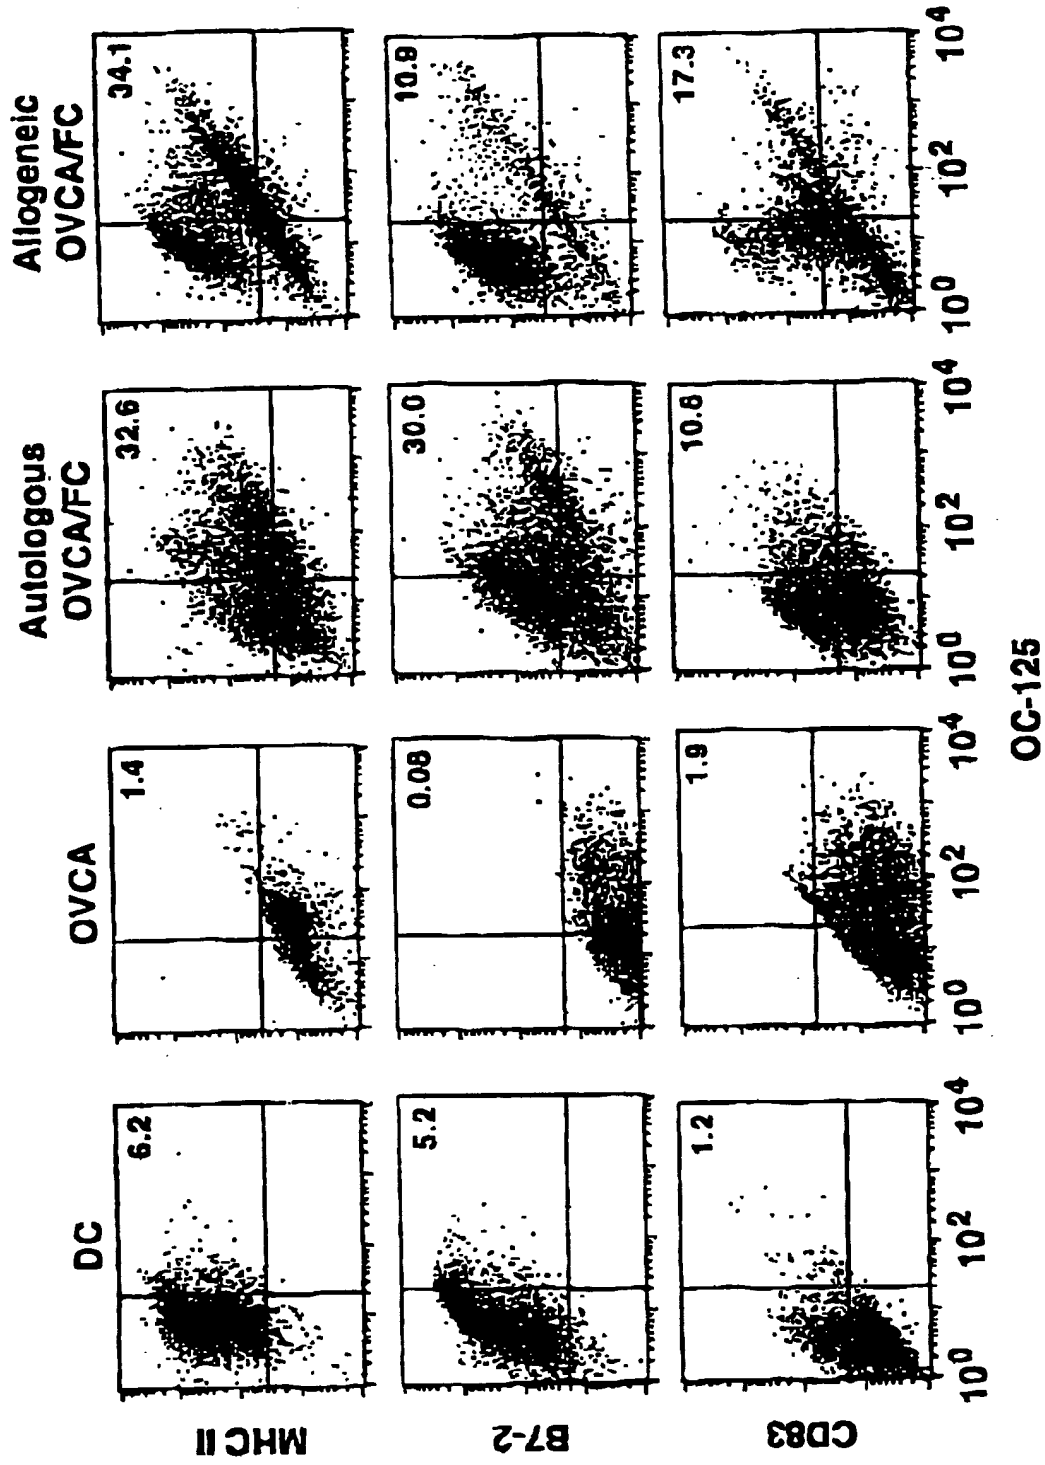 DC
OVCA
Autologous
OVCA/FC
Allogeneic
OVCA/FC
MHC II
6.2
1.4
32.6
34.1
B7-2
5.2
0.08
30.0
10.9
CD83
1.2
1.9
10.8
17.3
10⁰ 10² 10⁴ 10⁰ 10² 10⁴ 10⁰ 10² 10⁴ 10⁰ 10² 10⁴
OC-125